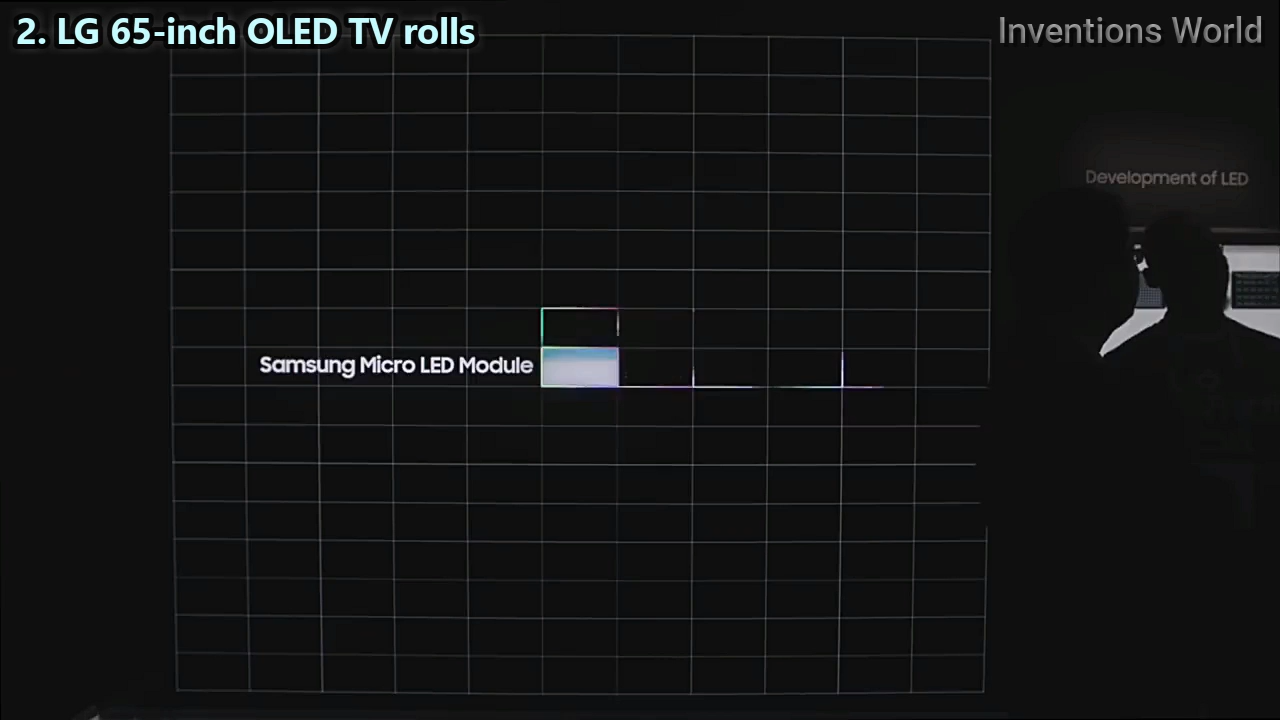 2. LG 65-inch OLED TV rolls
Inventions World
Development of LED
Samsung Micro LED Module